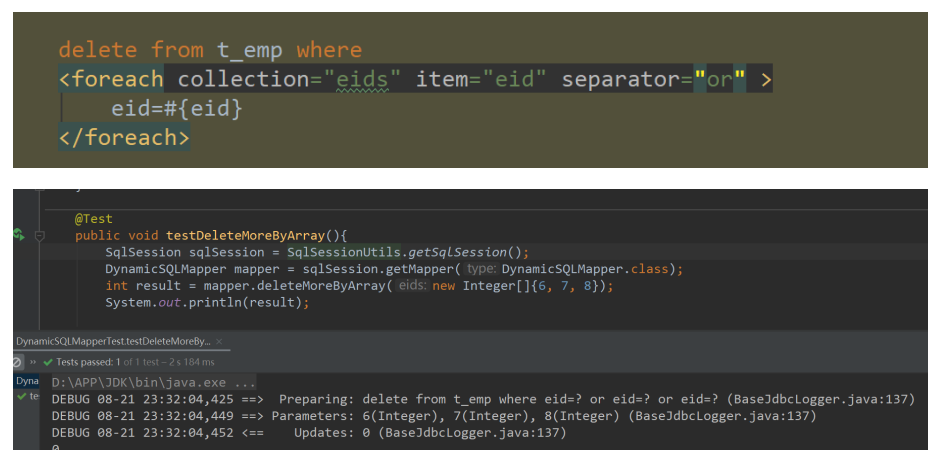 delete from t_emp where
<foreach collection="eids" item="eid" separator="or" >
eid=#{eid}
</foreach>
@Test
public void testDeleteMoreByArray(){
SqlSession sqlSession = SqlSessionUtils.getSqlSession();
DynamicSQLMapper mapper = sqlSession.getMapper( type: DynamicSQLMapper.class);
int result = mapper.deleteMoreByArray( eids: new Integer[]{6, 7, 8});
System.out.println(result);
DynamicSQLMapperTest.testDeleteMoreBy... ×
» ✔ Tests passed: 1 of 1 test – 2 s 184 ms
Dyna D:\APP\JDK\bin\java.exe ...
✔ te DEBUG 08-21 23:32:04,425 ==>  Preparing: delete from t_emp where eid=? or eid=? or eid=? (BaseJdbcLogger.java:137)
DEBUG 08-21 23:32:04,449 ==> Parameters: 6(Integer), 7(Integer), 8(Integer) (BaseJdbcLogger.java:137)
DEBUG 08-21 23:32:04,452 <==    Updates: 0 (BaseJdbcLogger.java:137)
0